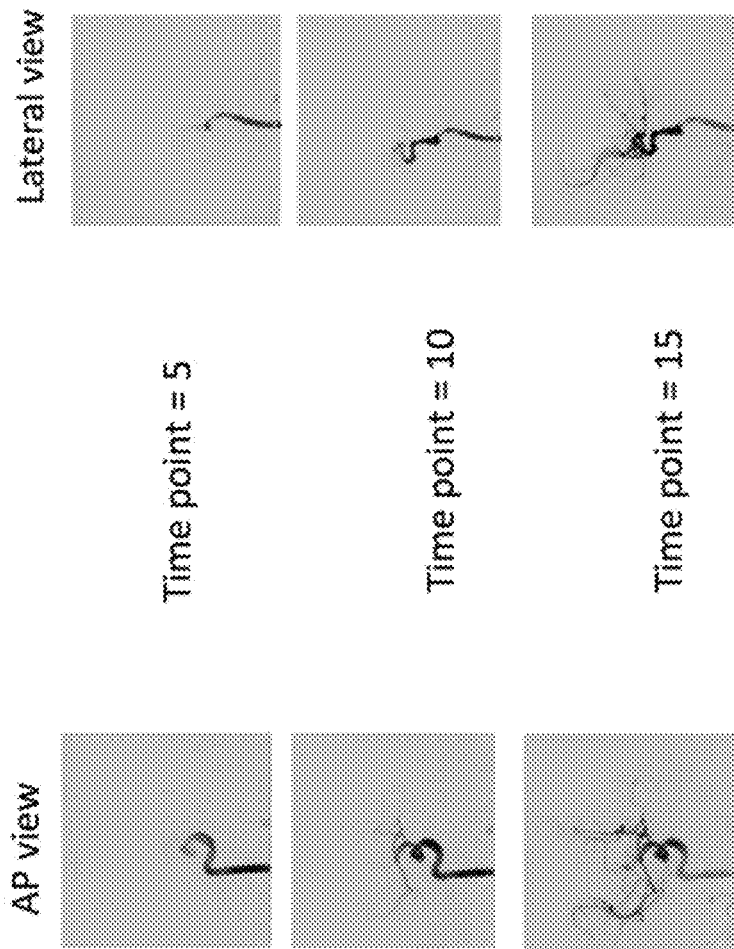 AP view
Lateral view
Time point = 5
Time point = 10
Time point = 15